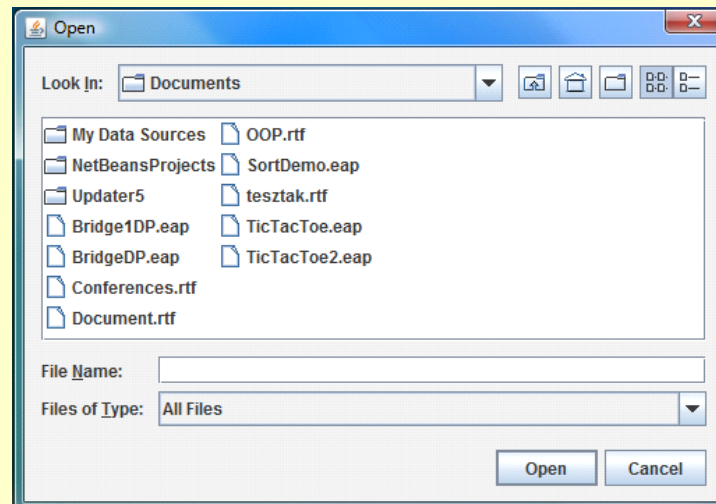 Open
Look In: Documents
My Data Sources OOP.rtf
NetBeansProjects SortDemo.eap
Updater5 tesztak.rtf
Bridge1DP.eap TicTacToe.eap
BridgeDP.eap TicTacToe2.eap
Conferences.rtf
Document.rtf
File Name:
Files of Type: All Files
Open Cancel